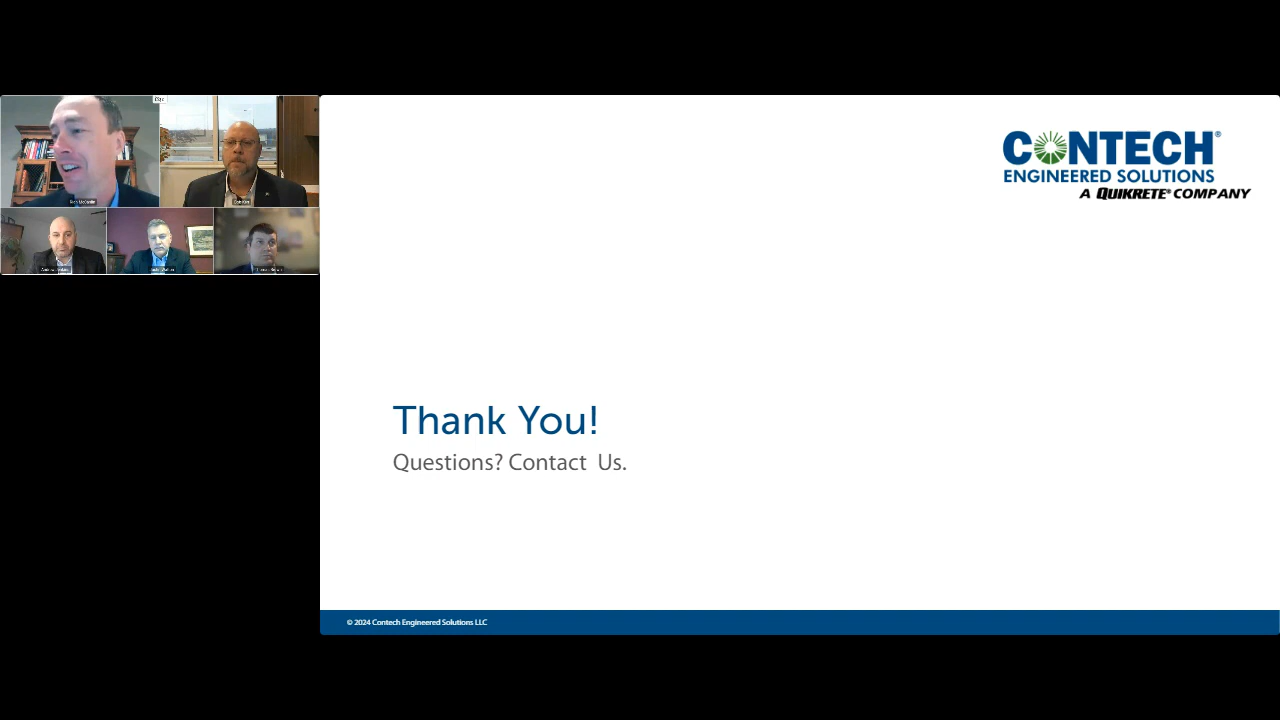 CONTECH®
ENGINEERED SOLUTIONS
A QUIKRETE® COMPANY
Thank You!
Questions? Contact Us.
© 2024 Contech Engineered Solutions LLC